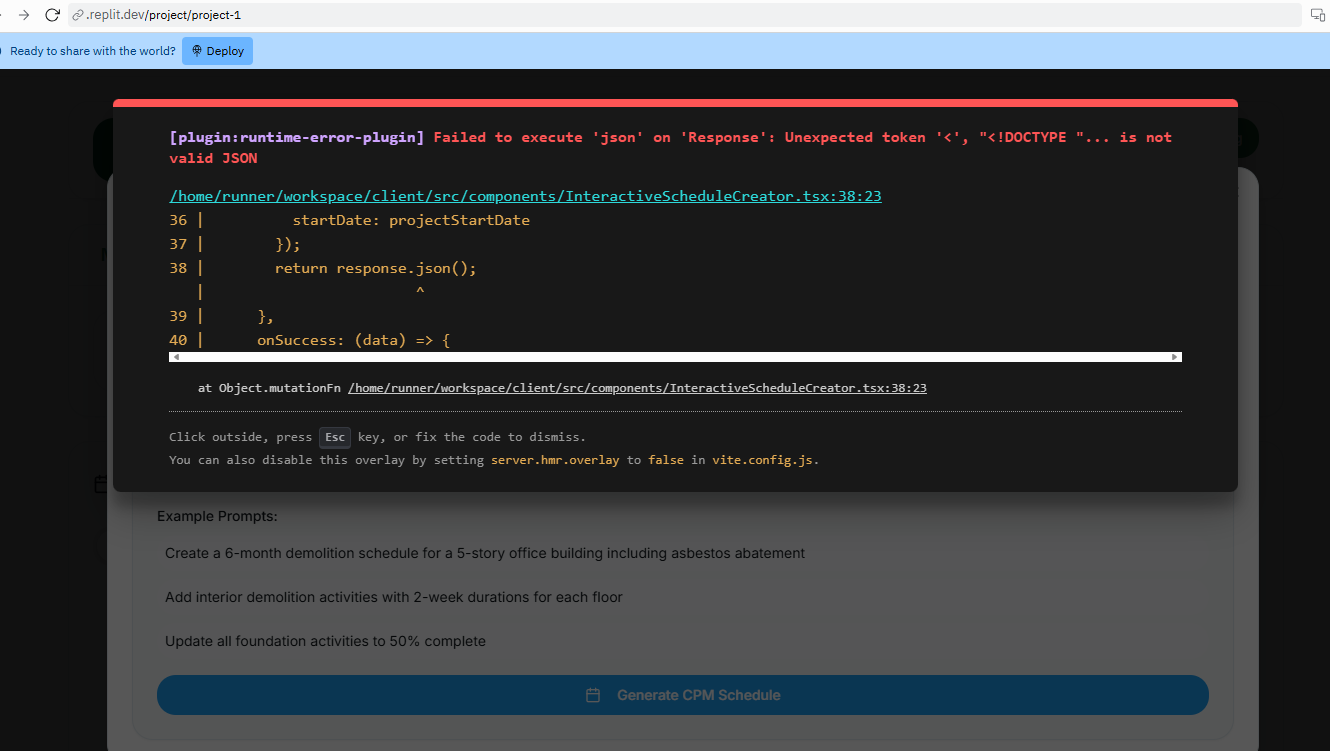 .replit.dev/project/project-1
Ready to share with the world? Deploy
[plugin:runtime-error-plugin] Failed to execute 'json' on 'Response': Unexpected token '<', "<!DOCTYPE "... is not
valid JSON
/home/runner/workspace/client/src/components/InteractiveScheduleCreator.tsx:38:23
36 | startDate: projectStartDate
37 | });
38 | return response.json();
| ^
39 | },
40 | onSuccess: (data) => {
at Object.mutationFn /home/runner/workspace/client/src/components/InteractiveScheduleCreator.tsx:38:23
Click outside, press Esc key, or fix the code to dismiss.
You can also disable this overlay by setting server.hmr.overlay to false in vite.config.js.
Example Prompts:
Create a 6-month demolition schedule for a 5-story office building including asbestos abatement
Add interior demolition activities with 2-week durations for each floor
Update all foundation activities to 50% complete
Generate CPM Schedule